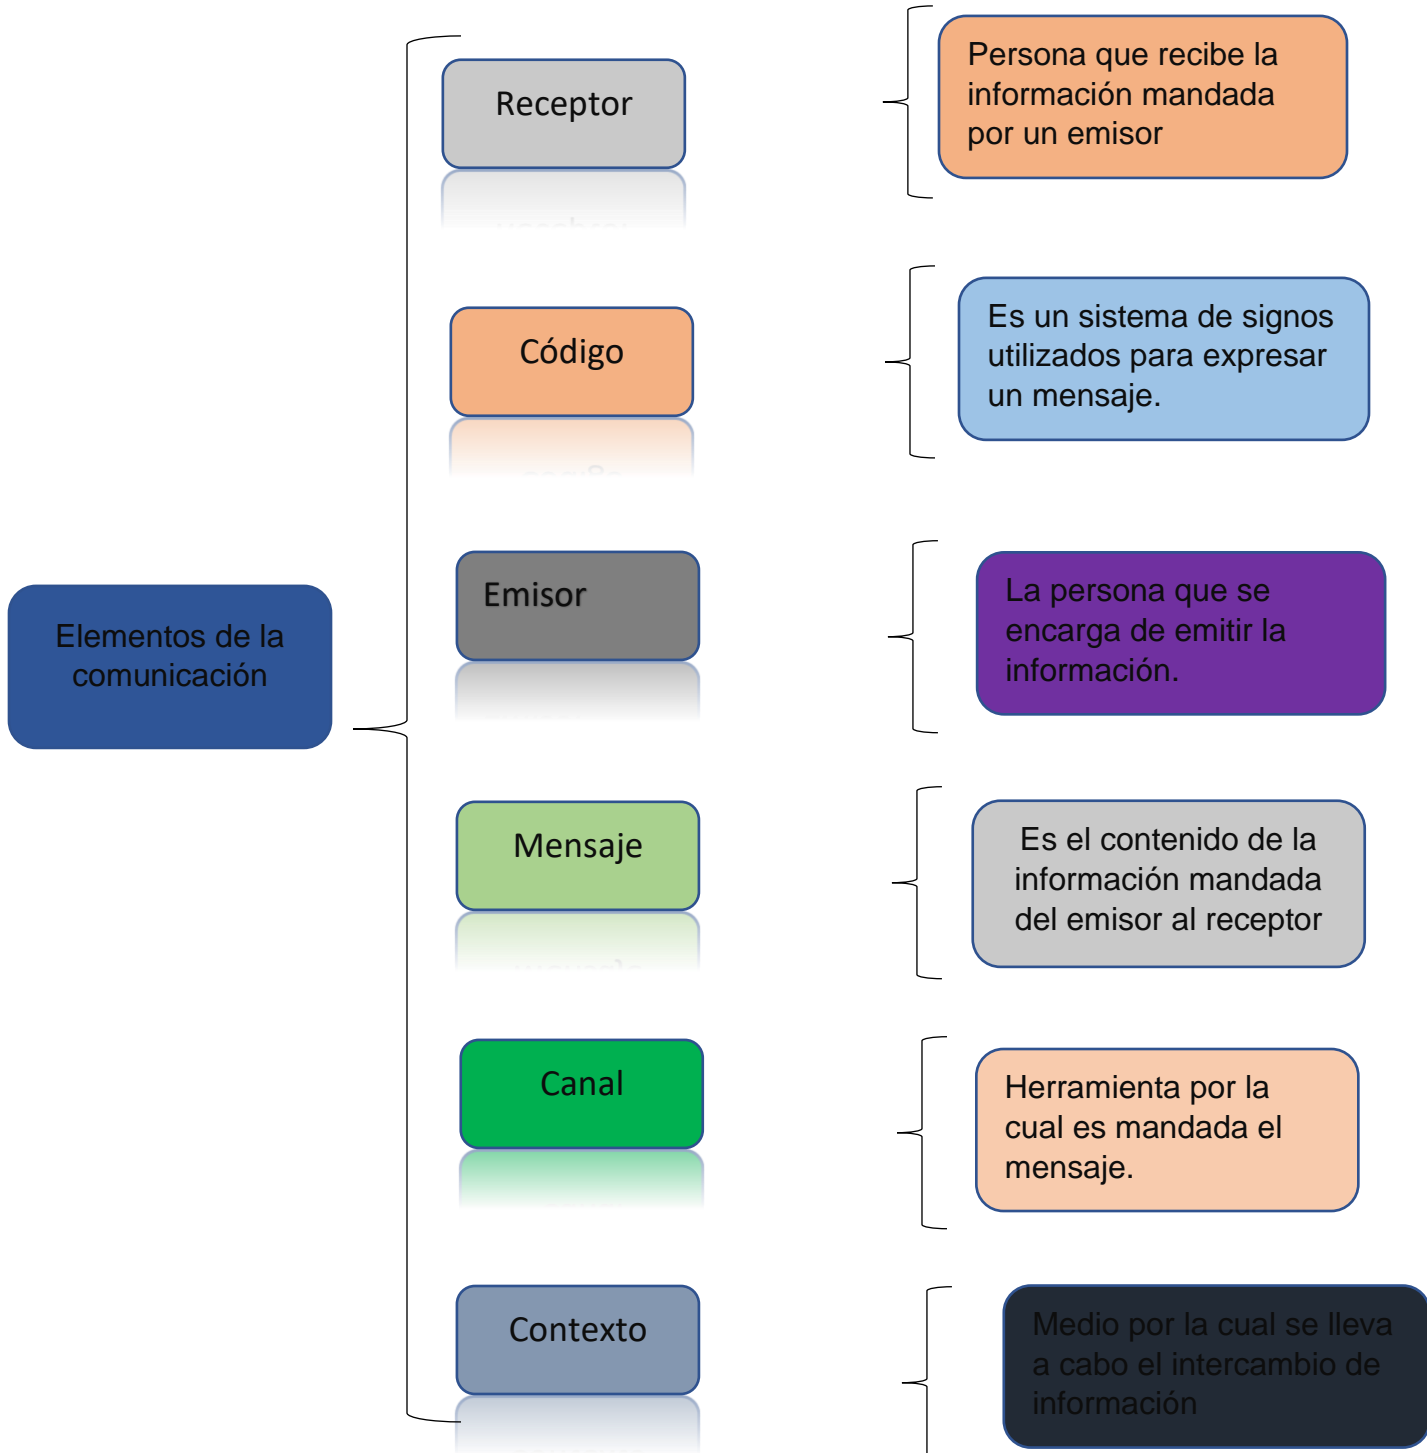 Elementos de la
comunicación
Receptor
Persona que recibe la
información mandada
por un emisor
Código
Es un sistema de signos
utilizados para expresar
un mensaje.
Emisor
La persona que se
encarga de emitir la
información.
Mensaje
Es el contenido de la
información mandada
del emisor al receptor
Canal
Herramienta por la
cual es mandada el
mensaje.
Contexto
Medio por la cual se lleva
a cabo el intercambio de
información